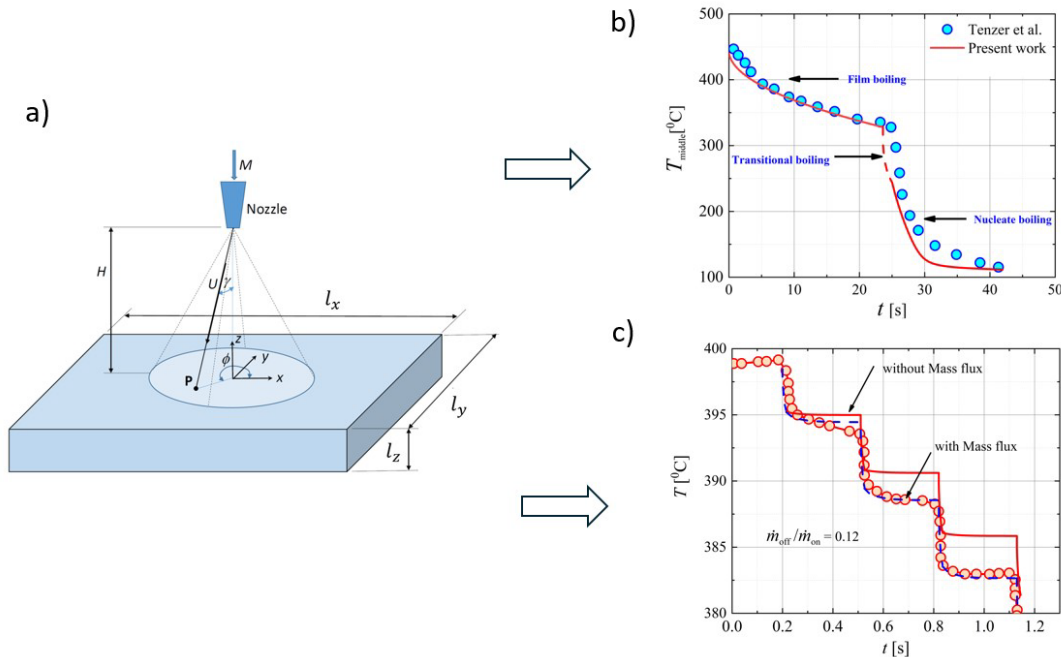 a)
M
Nozzle
H
U
γ
l_x
z
y
ϕ
P
x
l_y
l_z
b)
500
400
300
200
100
T_middle[⁰C]
Tenzer et al.
Present work
Film boiling
Transitional boiling
Nucleate boiling
0 10 20 30 40 50
t [s]
c)
400
395
390
385
380
T [⁰C]
without Mass flux
with Mass flux
ṁ_off/ṁ_on = 0.12
0.0 0.2 0.4 0.6 0.8 1.0 1.2
t [s]